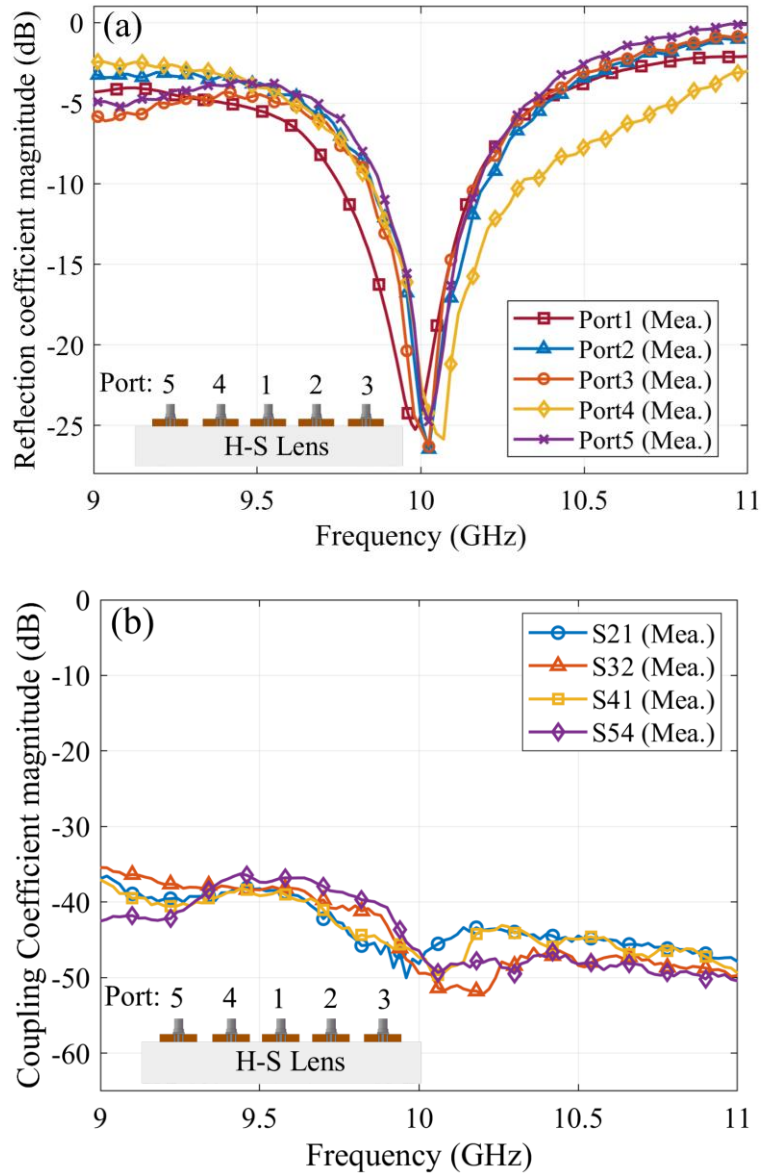 (a)
Reflection coefficient magnitude (dB)
0
-5
-10
-15
-20
-25
Port1 (Mea.)
Port2 (Mea.)
Port3 (Mea.)
Port4 (Mea.)
Port5 (Mea.)
Port: 5 4 1 2 3
H-S Lens
9 9.5 10 10.5 11
Frequency (GHz)
(b)
Coupling Coefficient magnitude (dB)
0
-10
-20
-30
-40
-50
-60
S21 (Mea.)
S32 (Mea.)
S41 (Mea.)
S54 (Mea.)
Port: 5 4 1 2 3
H-S Lens
9 9.5 10 10.5 11
Frequency (GHz)